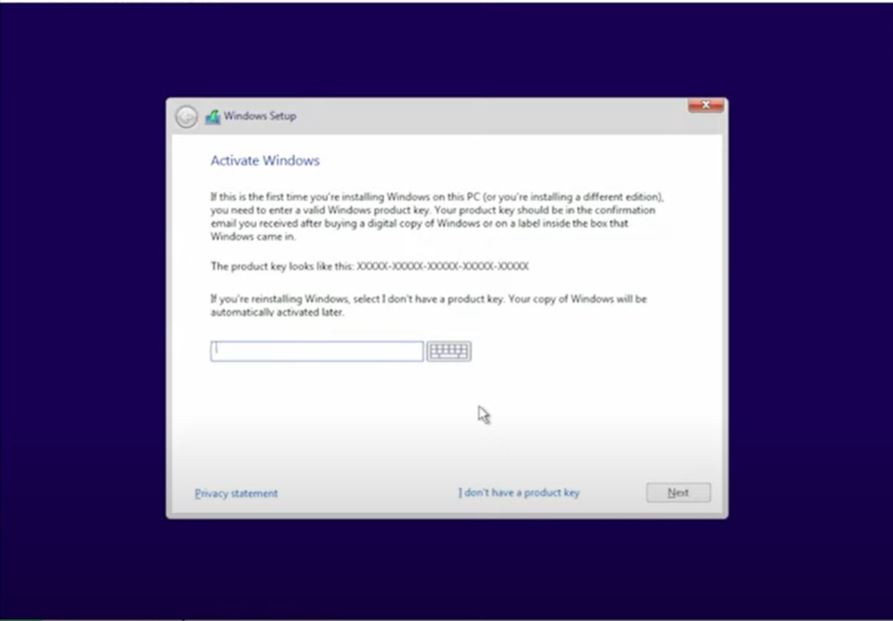 Windows Setup
Activate Windows
If this is the first time you're installing Windows on this PC (or you're installing a different edition),
you need to enter a valid Windows product key. Your product key should be in the confirmation
email you received after buying a digital copy of Windows or on a label inside the box that
Windows came in.
The product key looks like this: XXXXX-XXXXX-XXXXX-XXXXX-XXXXX
If you're reinstalling Windows, select I don't have a product key. Your copy of Windows will be
automatically activated later.
Privacy statement
I don't have a product key
Next